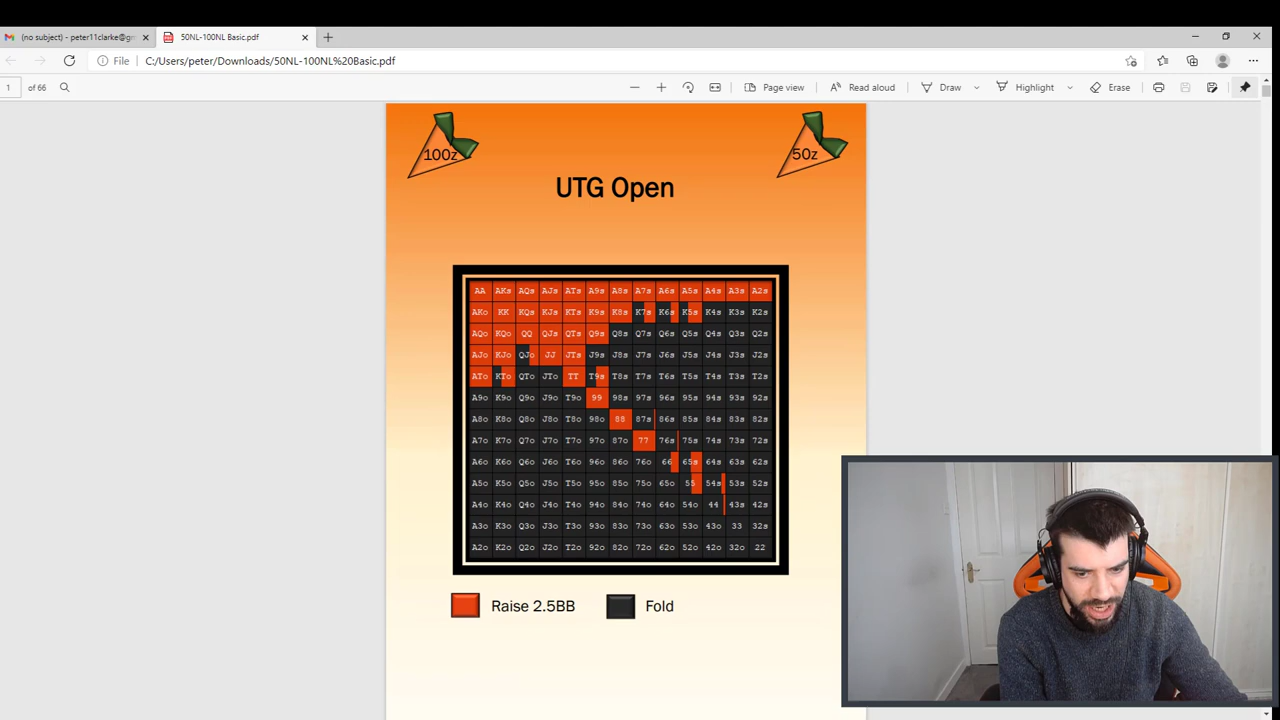 (no subject) - peter11clarke@gm
50NL-100NL Basic.pdf
File
C:/Users/peter/Downloads/50NL-100NL%20Basic.pdf
1 of 66
Page view
Read aloud
Draw
Highlight
Erase
100z
50z
UTG Open
AA AKs AQs AJs ATs A9s A8s A7s A6s A5s A4s A3s A2s
AKo KK KQs KJs KTs K9s K8s K7s K6s K5s K4s K3s K2s
AQo KQo QQ QJs QTs Q9s Q8s Q7s Q6s Q5s Q4s Q3s Q2s
AJo KJo QJo JJ JTs J9s J8s J7s J6s J5s J4s J3s J2s
ATo KTo QTo JTo TT T9s T8s T7s T6s T5s T4s T3s T2s
A9o K9o Q9o J9o T9o 99 98s 97s 96s 95s 94s 93s 92s
A8o K8o Q8o J8o T8o 98o 88 87s 86s 85s 84s 83s 82s
A7o K7o Q7o J7o T7o 97o 87o 77 76s 75s 74s 73s 72s
A6o K6o Q6o J6o T6o 96o 86o 76o 66 65s 64s 63s 62s
A5o K5o Q5o J5o T5o 95o 85o 75o 65o 55 54s 53s 52s
A4o K4o Q4o J4o T4o 94o 84o 74o 64o 54o 44 43s 42s
A3o K3o Q3o J3o T3o 93o 83o 73o 63o 53o 43o 33 32s
A2o K2o Q2o J2o T2o 92o 82o 72o 62o 52o 42o 32o 22
Raise 2.5BB
Fold